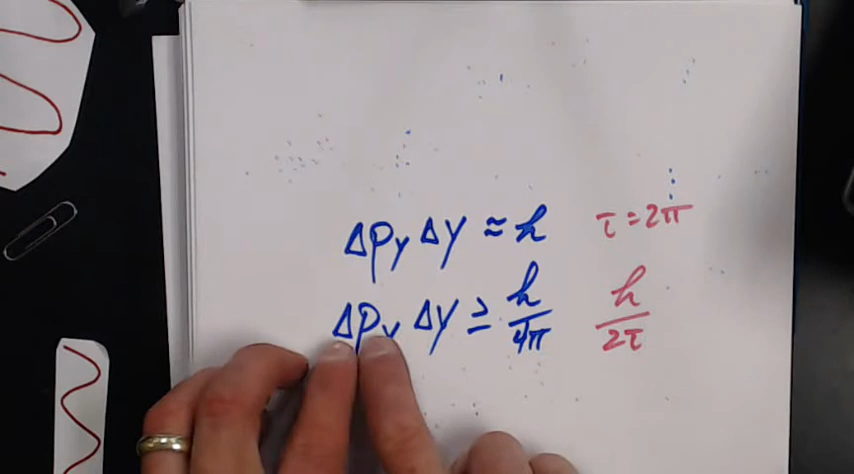 Δpy Δy ≈ h τ = 2π
Δpy Δy ≥ h/4π h/2τ